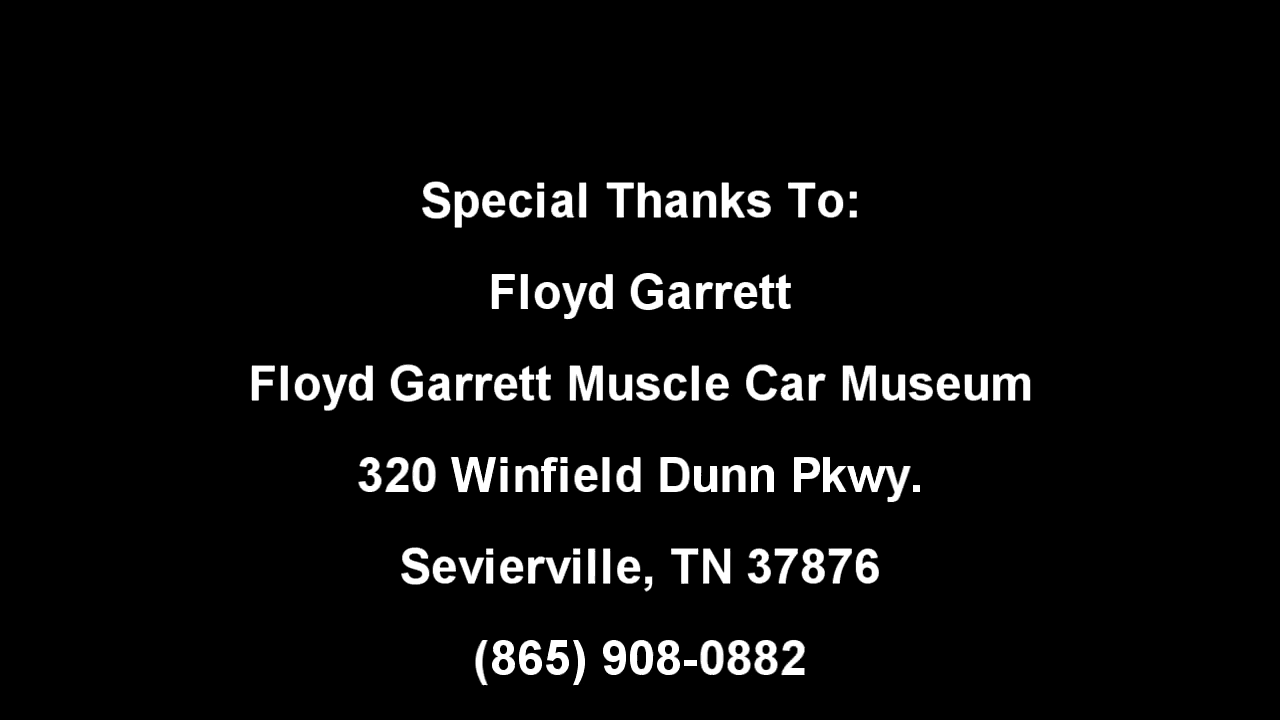 Special Thanks To:
Floyd Garrett
Floyd Garrett Muscle Car Museum
320 Winfield Dunn Pkwy.
Sevierville, TN 37876
(865) 908-0882